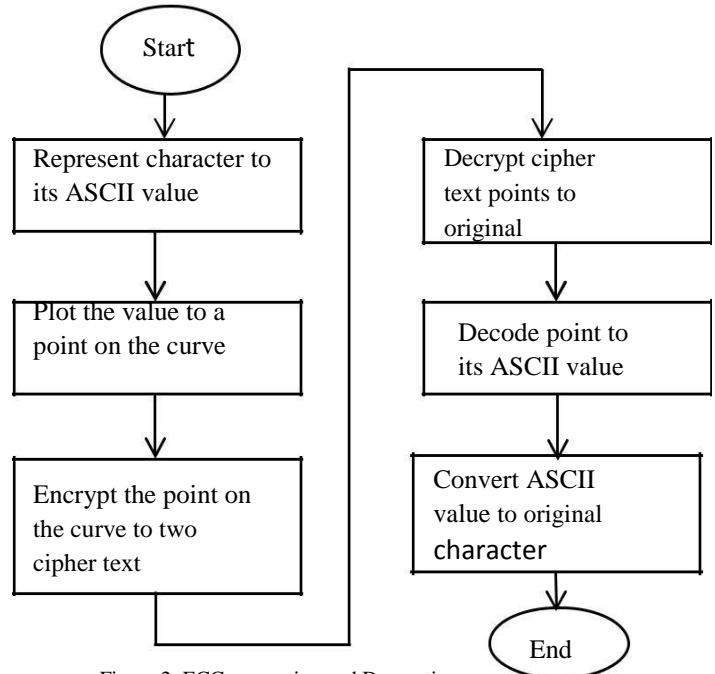 Start
Represent character to
its ASCII value
Plot the value to a
point on the curve
Encrypt the point on
the curve to two
cipher text
Decrypt cipher
text points to
original
Decode point to
its ASCII value
Convert ASCII
value to original
character
End